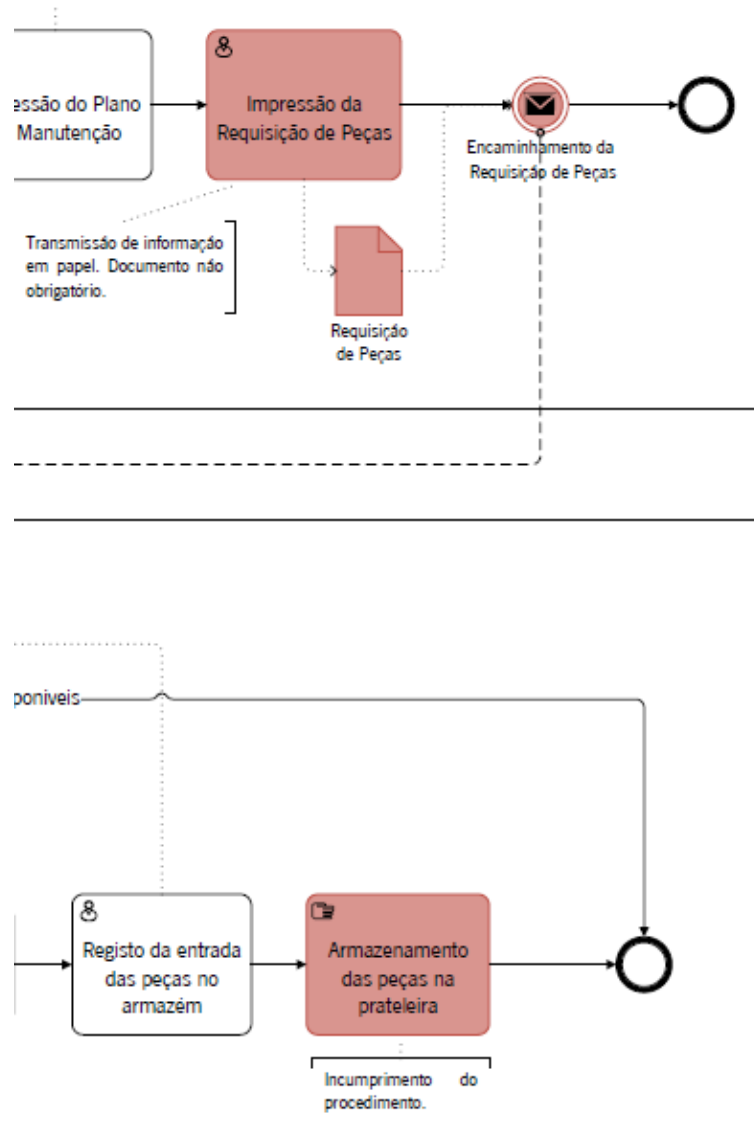 essão do Plano
Manutenção
Impressão da
Requisição de Peças
Encaminhamento da
Requisição de Peças
Transmissão de informação
em papel. Documento não
obrigatório.
Requisição
de Peças
poniveis
Registo da entrada
das peças no
armazém
Armazenamento
das peças na
prateleira
Incumprimento do
procedimento.